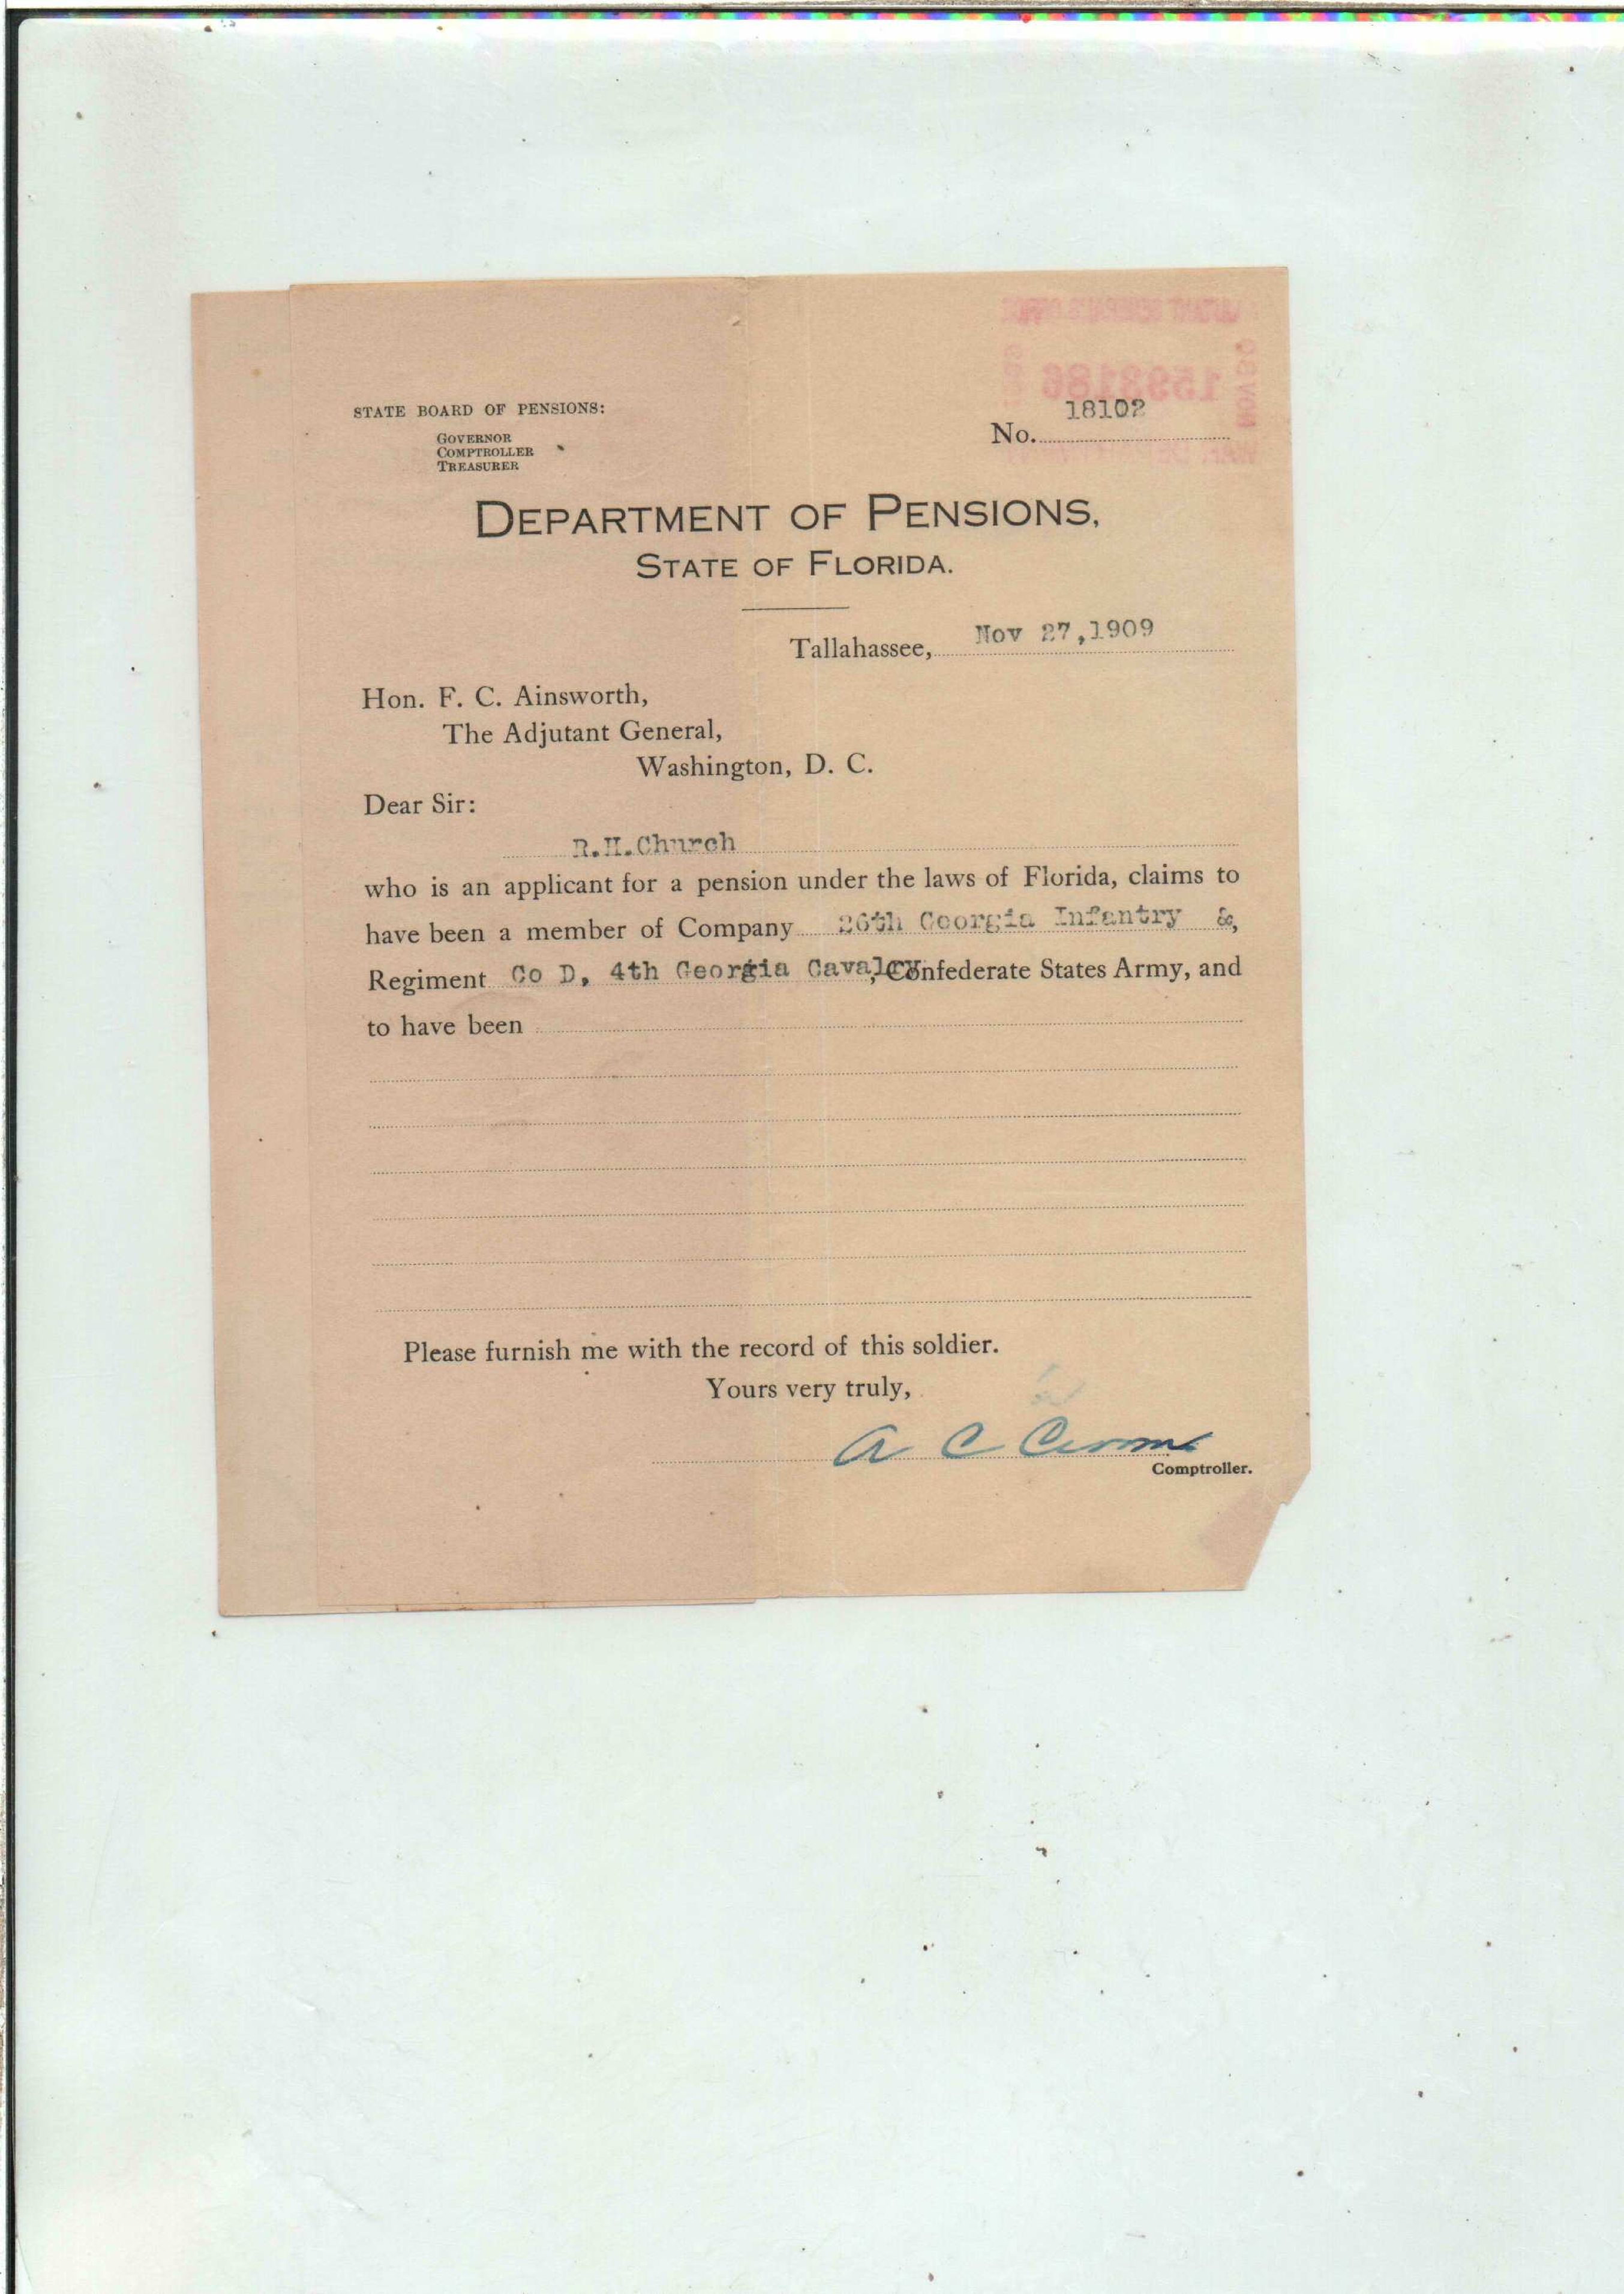 STATE BOARD OF PENSIONS:
GOVERNOR
COMPTROLLER
TREASURER
18102
No.
DEPARTMENT OF PENSIONS,
STATE OF FLORIDA.
Tallahassee, Nov 27,1909
Hon. F. C. Ainsworth,
The Adjutant General,
Washington, D. C.
Dear Sir:
R.H.Church
who is an applicant for a pension under the laws of Florida, claims to
have been a member of Company 26th Georgia Infantry &,
Regiment Co D, 4th Georgia Cavalry, Confederate States Army, and
to have been
Please furnish me with the record of this soldier.
Yours very truly,
A C
Comptroller.